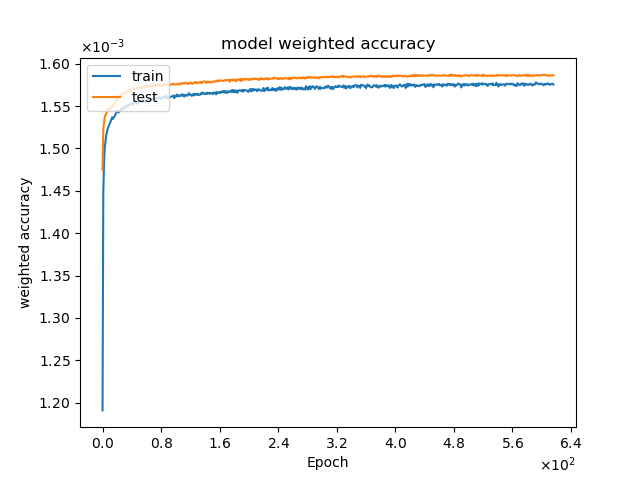 model weighted accuracy
×10⁻³
1.60
1.55
1.50
1.45
1.40
1.35
1.30
1.25
1.20
weighted accuracy
train
test
0.0 0.8 1.6 2.4 3.2 4.0 4.8 5.6 6.4
Epoch
×10²